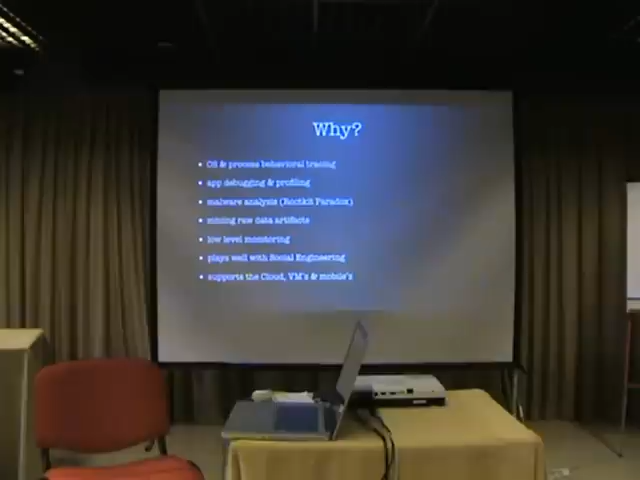 Why?
• OS & process behavioral tracing
• app debugging & profiling
• malware analysis (Rootkit Paradox)
• mining raw data artifacts
• low level monitoring
• plays well with Social Engineering
• supports the Cloud, VM's & mobile's